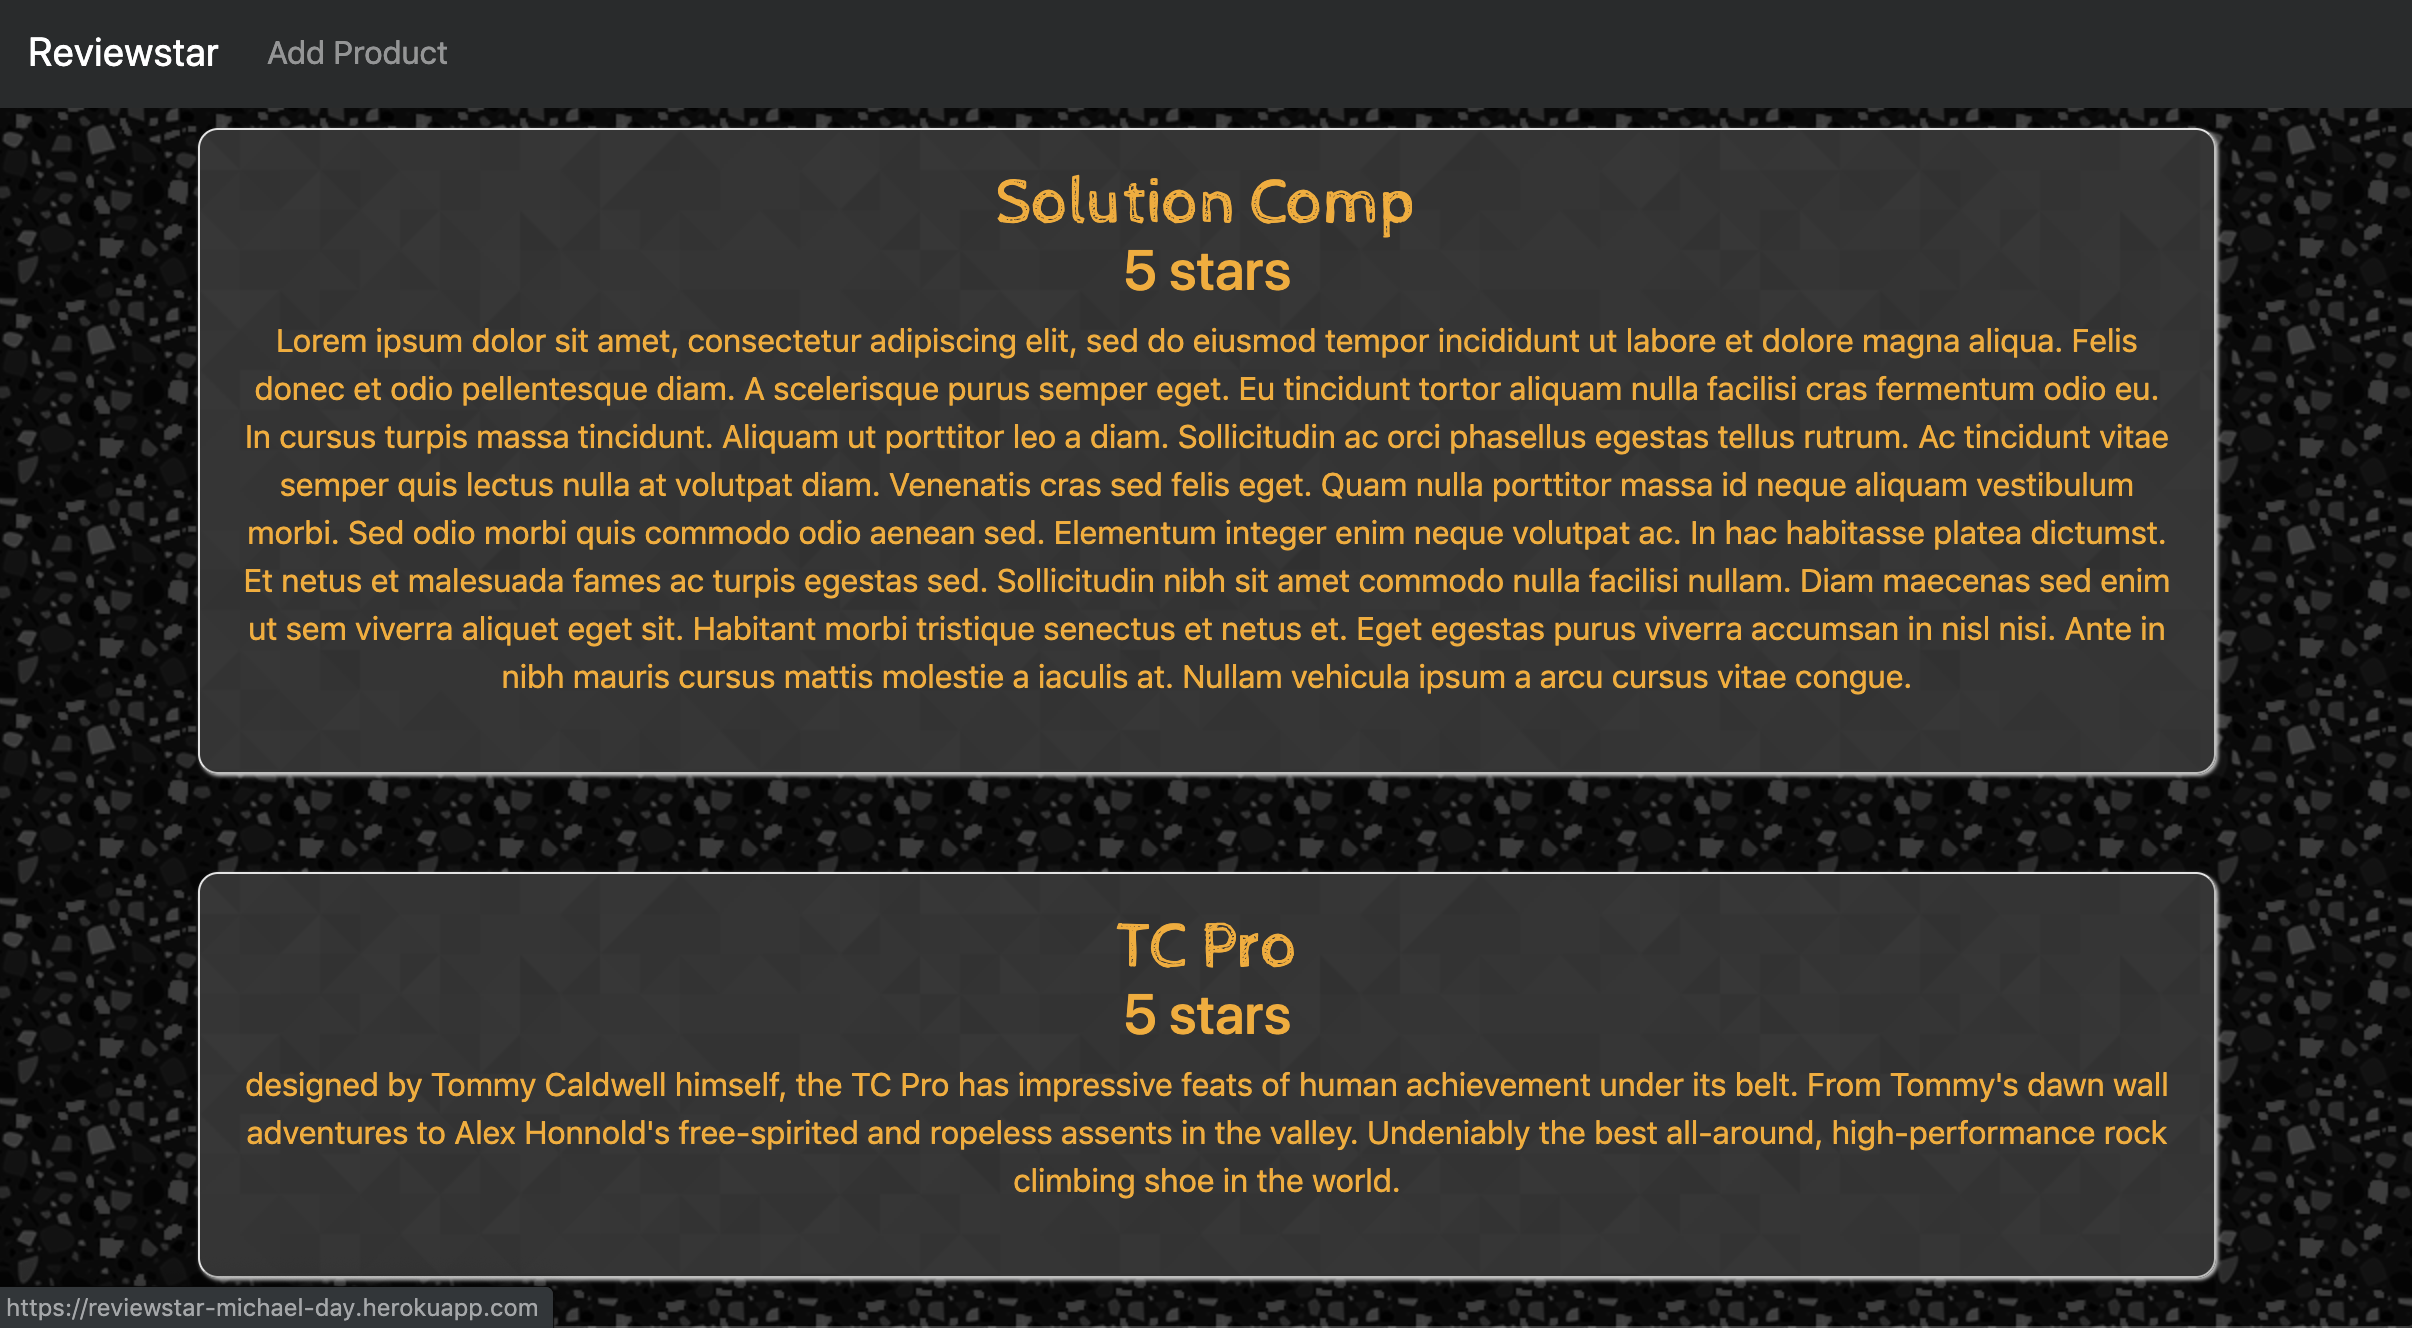 Reviewstar Add Product
Solution Comp
5 stars
Lorem ipsum dolor sit amet, consectetur adipiscing elit, sed do eiusmod tempor incididunt ut labore et dolore magna aliqua. Felis
donec et odio pellentesque diam. A scelerisque purus semper eget. Eu tincidunt tortor aliquam nulla facilisi cras fermentum odio eu.
In cursus turpis massa tincidunt. Aliquam ut porttitor leo a diam. Sollicitudin ac orci phasellus egestas tellus rutrum. Ac tincidunt vitae
semper quis lectus nulla at volutpat diam. Venenatis cras sed felis eget. Quam nulla porttitor massa id neque aliquam vestibulum
morbi. Sed odio morbi quis commodo odio aenean sed. Elementum integer enim neque volutpat ac. In hac habitasse platea dictumst.
Et netus et malesuada fames ac turpis egestas sed. Sollicitudin nibh sit amet commodo nulla facilisi nullam. Diam maecenas sed enim
ut sem viverra aliquet eget sit. Habitant morbi tristique senectus et netus et. Eget egestas purus viverra accumsan in nisl nisi. Ante in
nibh mauris cursus mattis molestie a iaculis at. Nullam vehicula ipsum a arcu cursus vitae congue.
TC Pro
5 stars
designed by Tommy Caldwell himself, the TC Pro has impressive feats of human achievement under its belt. From Tommy's dawn wall
adventures to Alex Honnold's free-spirited and ropeless assents in the valley. Undeniably the best all-around, high-performance rock
climbing shoe in the world.
https://reviewstar-michael-day.herokuapp.com